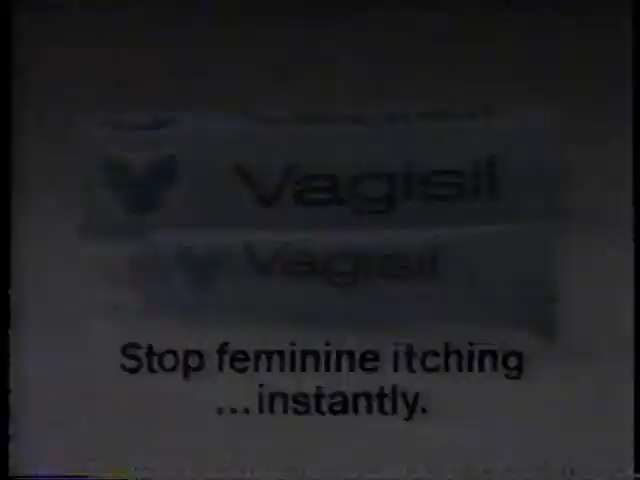 Vagisil
Vagisil
Stop feminine itching
...instantly.